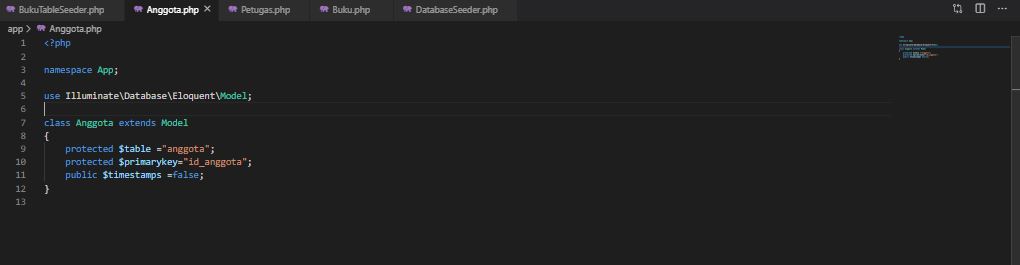 BukuTableSeeder.php Anggota.php × Petugas.php Buku.php DatabaseSeeder.php
app > Anggota.php
1 <?php
2
3 namespace App;
4
5 use Illuminate\Database\Eloquent\Model;
6
7 class Anggota extends Model
8 {
9 protected $table ="anggota";
10 protected $primarykey="id_anggota";
11 public $timestamps =false;
12 }
13